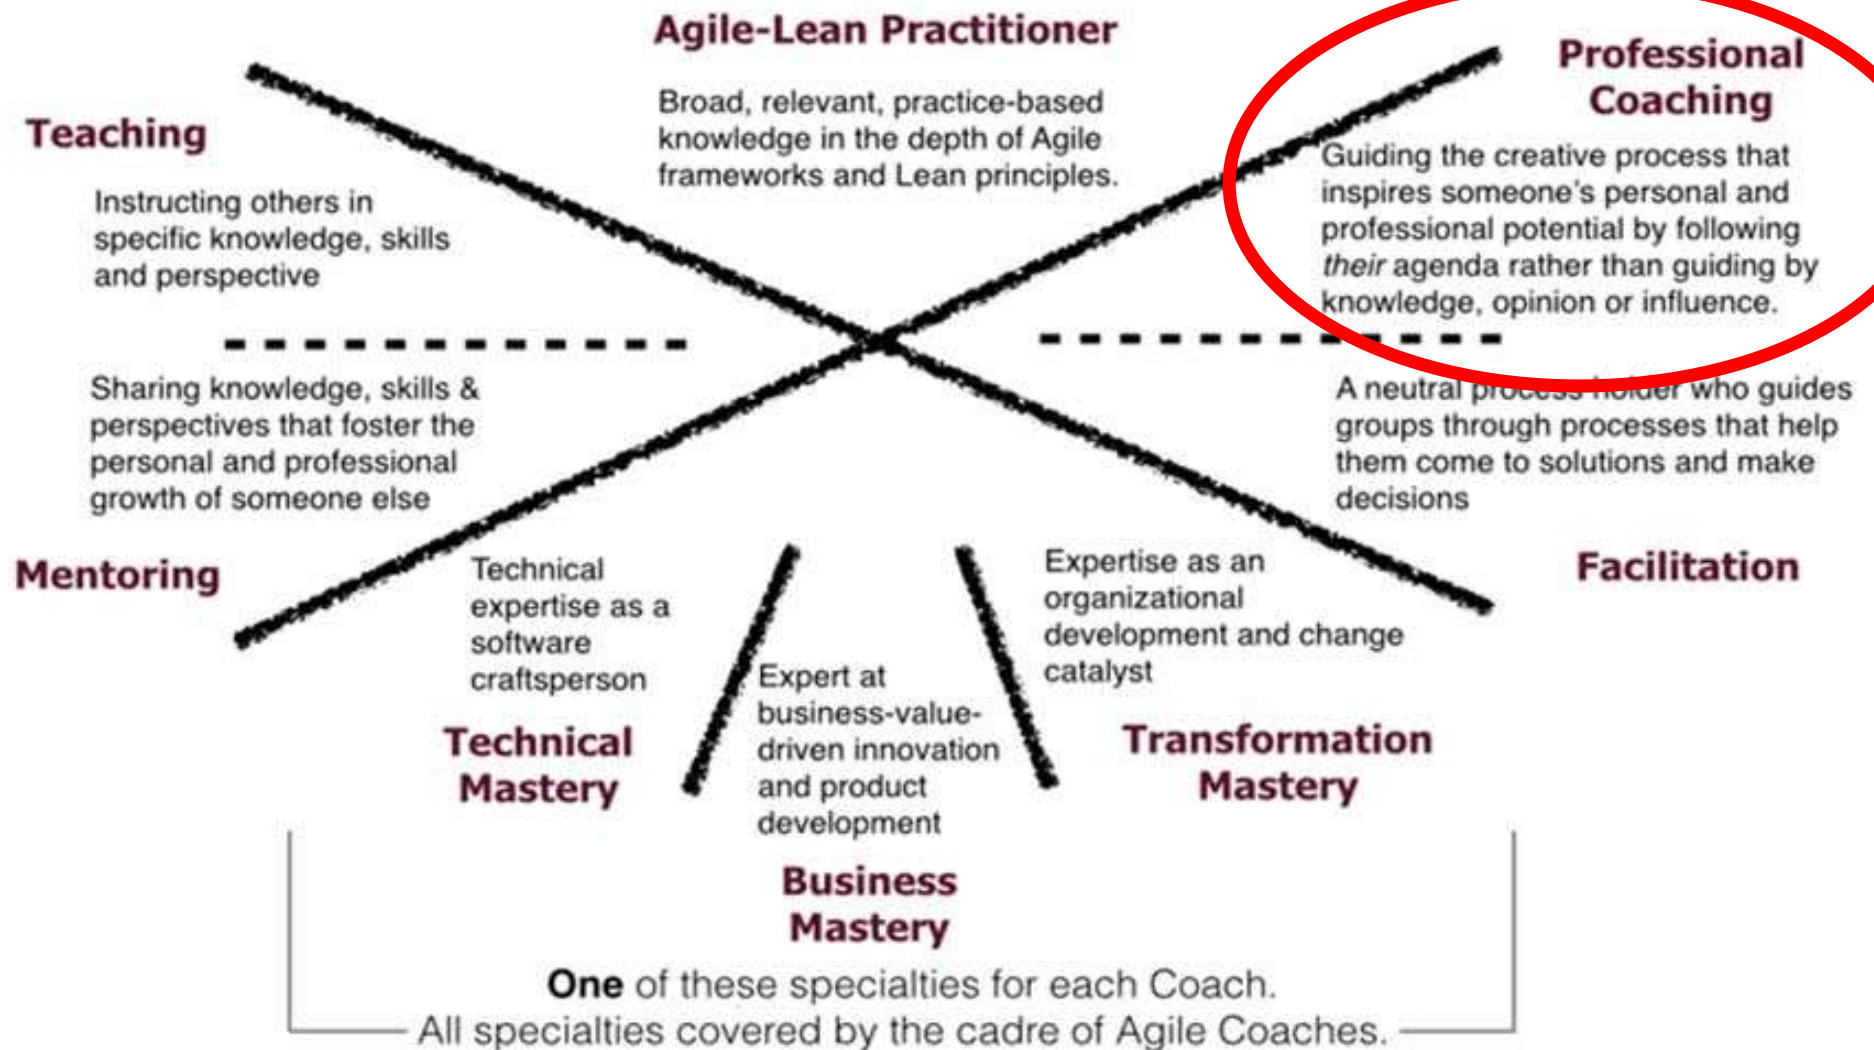 Agile-Lean Practitioner
Broad, relevant, practice-based
knowledge in the depth of Agile
frameworks and Lean principles.
Teaching
Instructing others in
specific knowledge, skills
and perspective
Professional
Coaching
Guiding the creative process that
inspires someone's personal and
professional potential by following
their agenda rather than guiding by
knowledge, opinion or influence.
Sharing knowledge, skills &
perspectives that foster the
personal and professional
growth of someone else
Mentoring
A neutral process holder who guides
groups through processes that help
them come to solutions and make
decisions
Facilitation
Technical
expertise as a
software
craftsperson
Technical
Mastery
Expert at
business-value-
driven innovation
and product
development
Business
Mastery
Expertise as an
organizational
development and change
catalyst
Transformation
Mastery
One of these specialties for each Coach.
All specialties covered by the cadre of Agile Coaches.